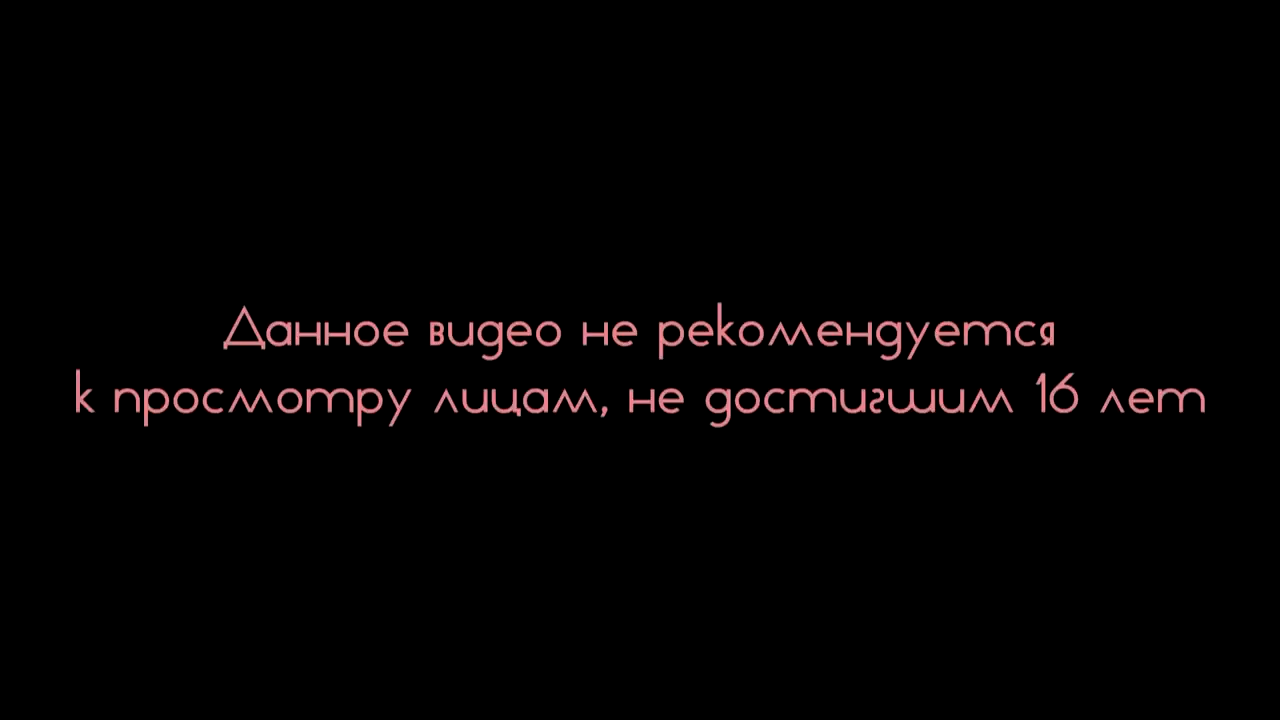 Данное видео не рекомендуется
к просмотру лицам, не достигшим 16 лет